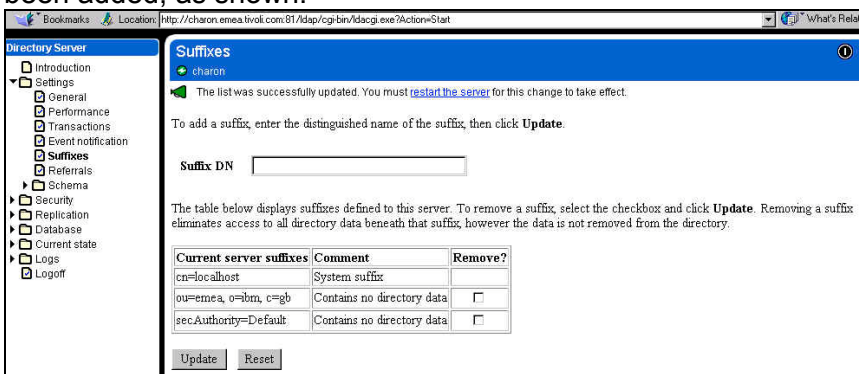 been added, as shown.
Bookmarks Location: http://charon.emea.tivoli.com:81/ldap/cgi-bin/ldacgi.exe?Action=Start What's Rela
Directory Server
Introduction
Settings
General
Performance
Transactions
Event notification
Suffixes
Referrals
Schema
Security
Replication
Database
Current state
Logs
Logoff
Suffixes
charon
The list was successfully updated. You must restart the server for this change to take effect.
To add a suffix, enter the distinguished name of the suffix, then click Update.
Suffix DN
The table below displays suffixes defined to this server. To remove a suffix, select the checkbox and click Update. Removing a suffix
eliminates access to all directory data beneath that suffix, however the data is not removed from the directory.
Current server suffixes Comment Remove?
cn=localhost System suffix
ou=emea, o=ibm, c=gb Contains no directory data
secAuthority=Default Contains no directory data
Update Reset